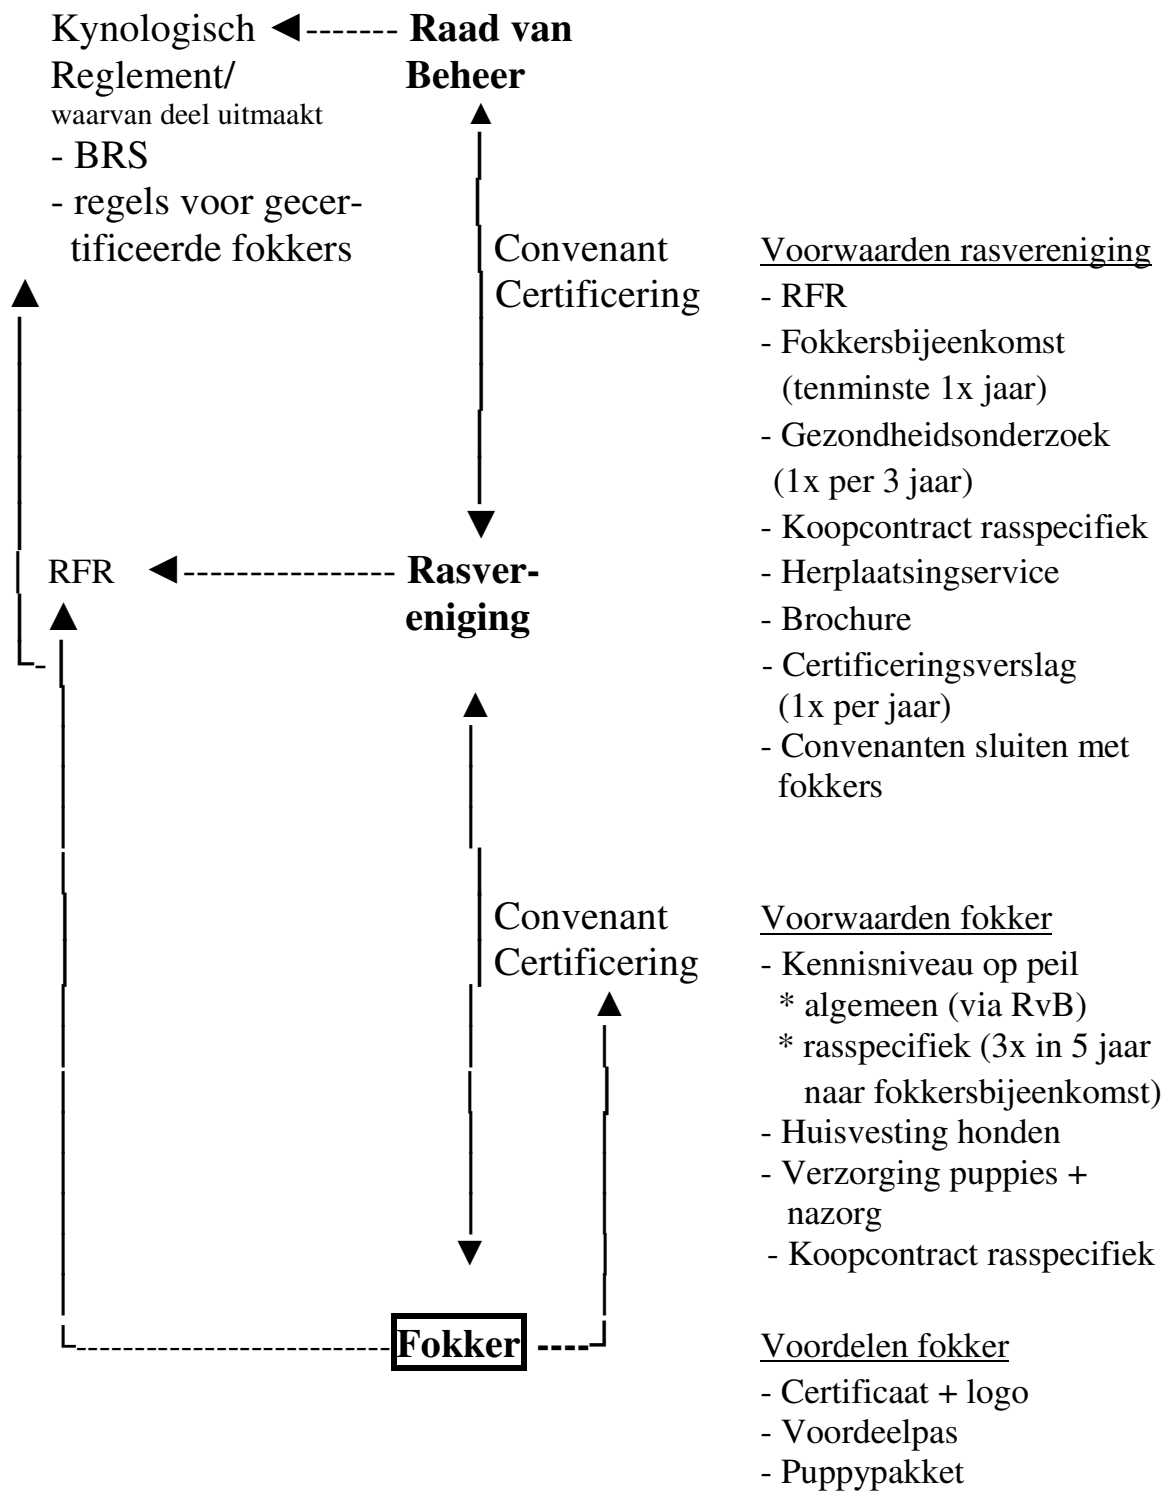 Kynologisch
Reglement/
waarvan deel uitmaakt
- BRS
- regels voor gecer-
tificeerde fokkers
Raad van
Beheer
Convenant
Certificering
Voorwaarden rasvereniging
- RFR
- Fokkersbijeenkomst
(tenminste 1x jaar)
- Gezondheidsonderzoek
(1x per 3 jaar)
- Koopcontract rasspecifiek
- Herplaatsingservice
- Brochure
- Certificeringsverslag
(1x per jaar)
- Convenanten sluiten met
fokkers
RFR
Rasver-
eniging
Convenant
Certificering
Voorwaarden fokker
- Kennisniveau op peil
* algemeen (via RvB)
* rasspecifiek (3x in 5 jaar
naar fokkersbijeenkomst)
- Huisvesting honden
- Verzorging puppies +
nazorg
- Koopcontract rasspecifiek
Fokker
Voordelen fokker
- Certificaat + logo
- Voordeelpas
- Puppypakket